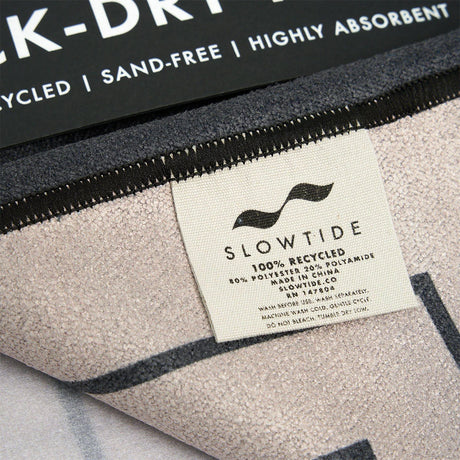 CK-DRY
CYCLED | SAND-FREE | HIGHLY ABSORBENT
SLOWTIDE
100% RECYCLED
80% POLYESTER 20% POLYAMIDE
MADE IN CHINA
SLOWTIDE.CO
RN 147804
WASH BEFORE USE. WASH SEPARATELY.
MACHINE WASH COLD. GENTLE CYCLE.
DO NOT BLEACH. TUMBLE DRY LOW.